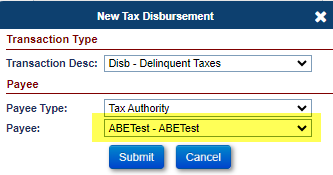 New Tax Disbursement
Transaction Type
Transaction Desc: Disb - Delinquent Taxes
Payee
Payee Type: Tax Authority
Payee: ABETest - ABETest
Submit Cancel